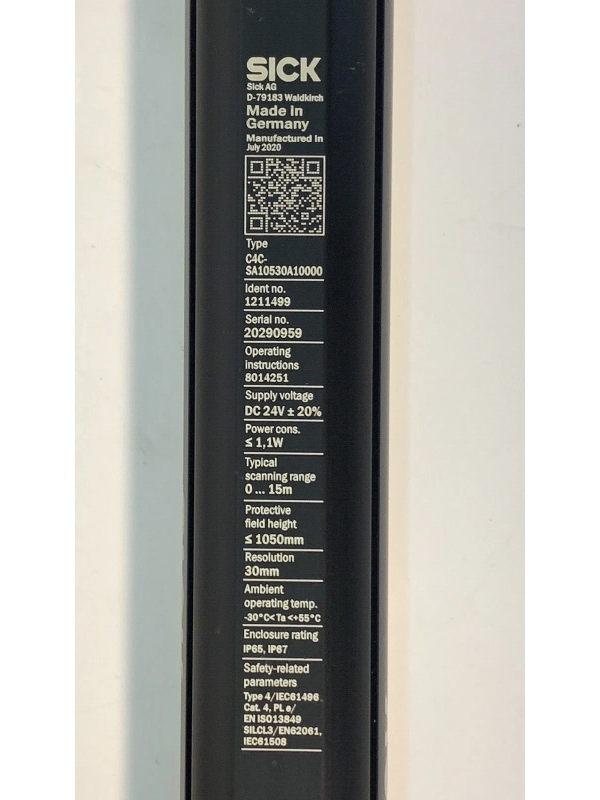 SICK
Sick AG
D-79183 Waldkirch
Made in
Germany
Manufactured in
July 2020
Type
C4C-
SA10530A10000
Ident no.
1211499
Serial no.
20290959
Operating
instructions
8014251
Supply voltage
DC 24V ± 20%
Power cons.
≤ 1,1W
Typical
scanning range
0 ... 15m
Protective
field height
≤ 1050mm
Resolution
30mm
Ambient
operating temp.
-30°C< Ta <+55°C
Enclosure rating
IP65, IP67
Safety-related
parameters
Type 4/IEC61496
Cat. 4, PL e/
EN ISO13849
SILCL3/EN62061,
IEC61508